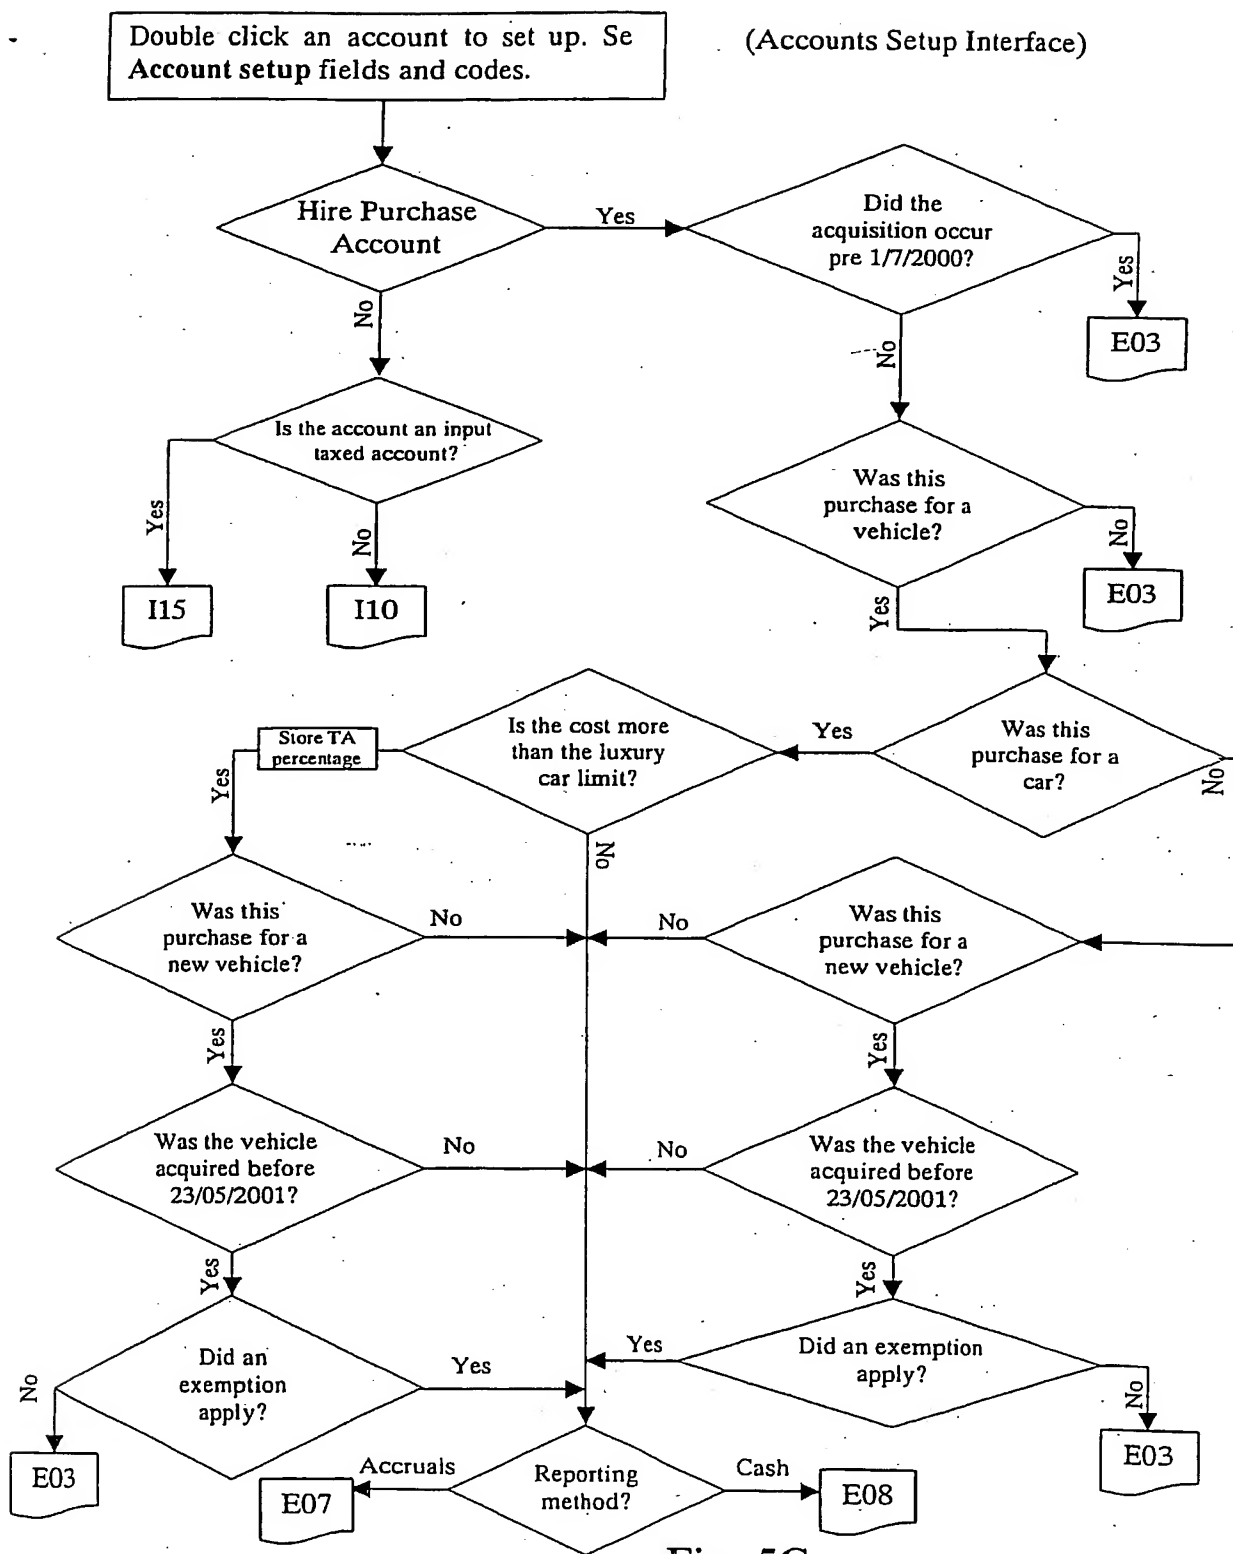 Double click an account to set up. Se
Account setup fields and codes.
(Accounts Setup Interface)
Hire Purchase
Account
Yes
Did the
acquisition occur
pre 1/7/2000?
Yes
E03
No
No
Is the account an input
taxed account?
Yes
No
I15
I10
Was this
purchase for a
vehicle?
No
E03
Yes
Store TA
percentage
Is the cost more
than the luxury
car limit?
Yes
Was this
purchase for a
car?
No
Yes
No
Was this
purchase for a
new vehicle?
No
No
Was this
purchase for a
new vehicle?
Yes
Yes
Was the vehicle
acquired before
23/05/2001?
No
No
Was the vehicle
acquired before
23/05/2001?
Yes
Yes
Did an
exemption
apply?
Yes
Yes
Did an exemption
apply?
No
No
E03
E03
Accruals
Reporting
method?
Cash
E07
E08